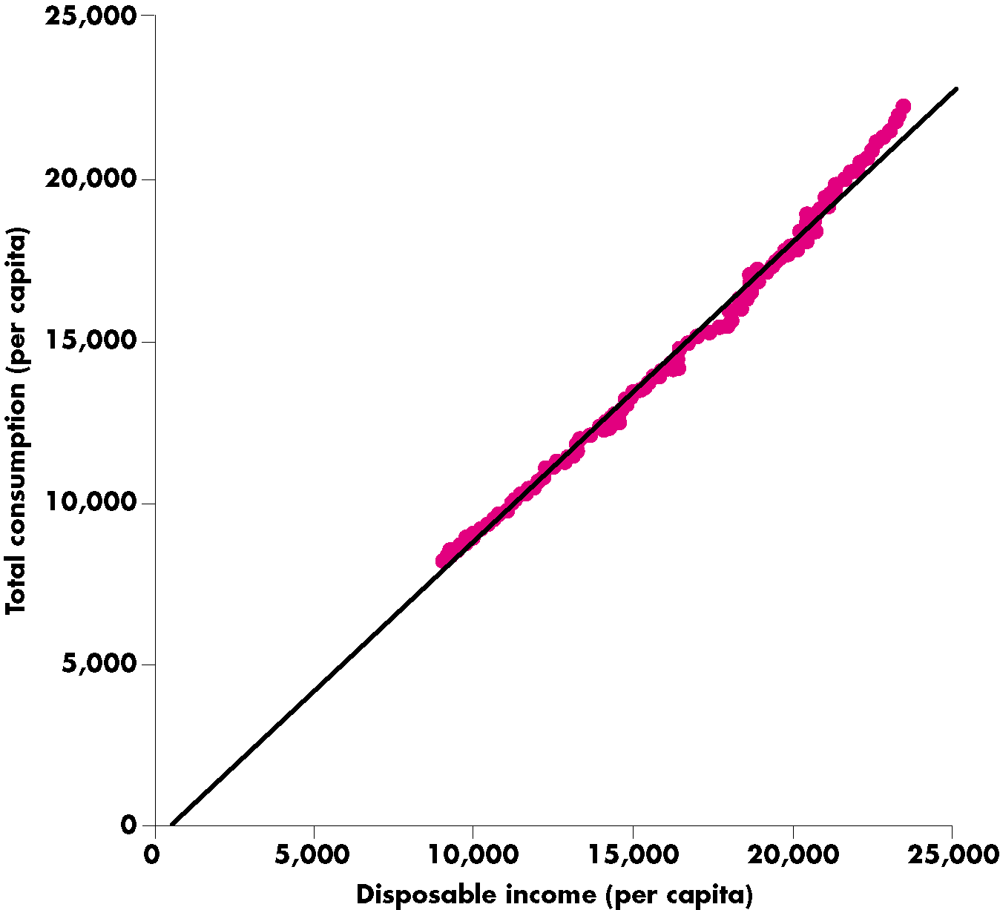 25,000
20,000
15,000
10,000
5,000
0
Total consumption (per capita)
0 5,000 10,000 15,000 20,000 25,000
Disposable income (per capita)